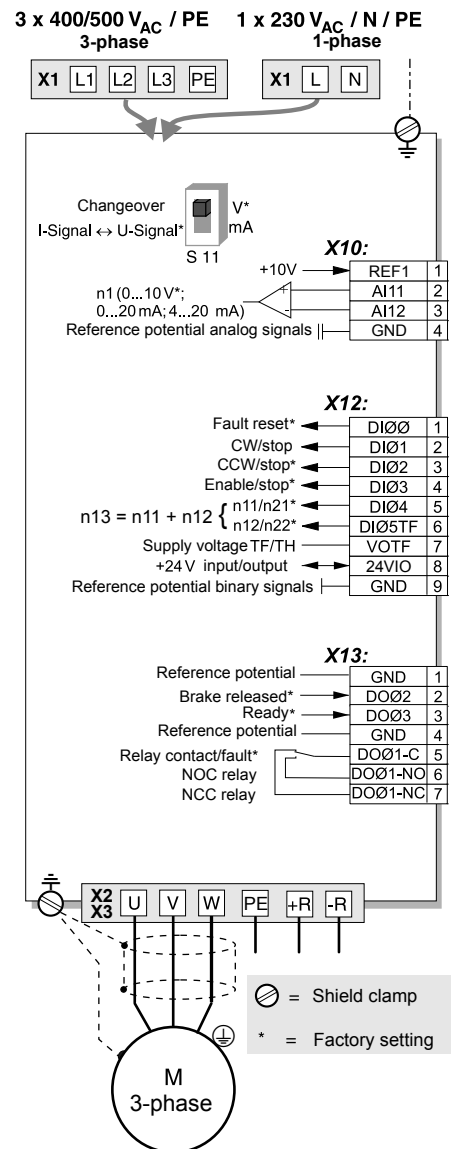 3 x 400/500 VAC / PE 1 x 230 VAC / N / PE
3-phase 1-phase
X1 L1 L2 L3 PE X1 L N
Changeover
I-Signal ↔ U-Signal*
V*
mA
S 11
X10:
+10V REF1 1
n1 (0...10 V*; AI11 2
0...20 mA; 4...20 mA) + - AI12 3
Reference potential analog signals GND 4
X12:
Fault reset* DIØØ 1
CW/stop DIØ1 2
CCW/stop* DIØ2 3
Enable/stop* DIØ3 4
n13 = n11 + n12 { n11/n21* DIØ4 5
n12/n22* DIØ5TF 6
Supply voltage TF/TH VOTF 7
+24 V input/output 24VIO 8
Reference potential binary signals GND 9
X13:
Reference potential GND 1
Brake released* DOØ2 2
Ready* DOØ3 3
Reference potential GND 4
Relay contact/fault* DOØ1-C 5
NOC relay DOØ1-NO 6
NCC relay DOØ1-NC 7
X2
X3
U V W PE +R -R
= Shield clamp
* = Factory setting
M
3-phase